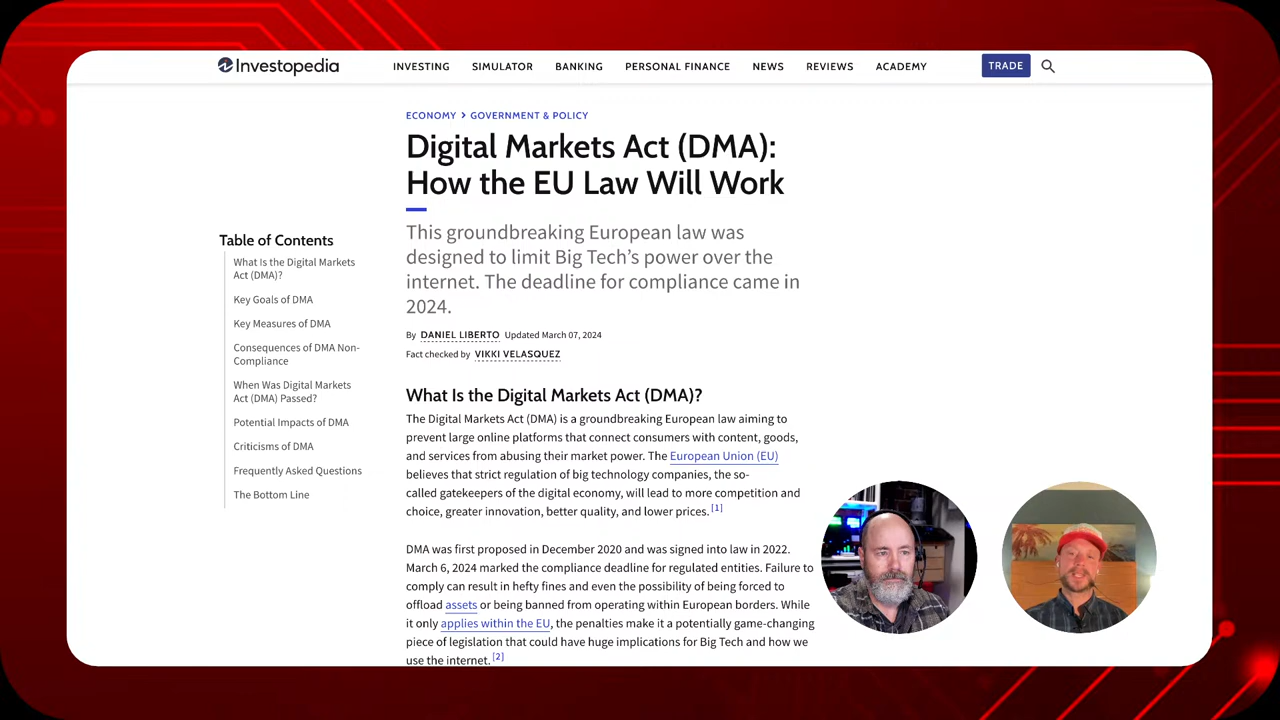 Investopedia
INVESTING SIMULATOR BANKING PERSONAL FINANCE NEWS REVIEWS ACADEMY TRADE
ECONOMY > GOVERNMENT & POLICY
Digital Markets Act (DMA):
How the EU Law Will Work
This groundbreaking European law was
designed to limit Big Tech’s power over the
internet. The deadline for compliance came in
2024.
By DANIEL LIBERTO Updated March 07, 2024
Fact checked by VIKKI VELASQUEZ
Table of Contents
What Is the Digital Markets
Act (DMA)?
Key Goals of DMA
Key Measures of DMA
Consequences of DMA Non-
Compliance
When Was Digital Markets
Act (DMA) Passed?
Potential Impacts of DMA
Criticisms of DMA
Frequently Asked Questions
The Bottom Line
What Is the Digital Markets Act (DMA)?
The Digital Markets Act (DMA) is a groundbreaking European law aiming to
prevent large online platforms that connect consumers with content, goods,
and services from abusing their market power. The European Union (EU)
believes that strict regulation of big technology companies, the so-
called gatekeepers of the digital economy, will lead to more competition and
choice, greater innovation, better quality, and lower prices. [1]
DMA was first proposed in December 2020 and was signed into law in 2022.
March 6, 2024 marked the compliance deadline for regulated entities. Failure to
comply can result in hefty fines and even the possibility of being forced to
offload assets or being banned from operating within European borders. While
it only applies within the EU, the penalties make it a potentially game-changing
piece of legislation that could have huge implications for Big Tech and how we
use the internet. [2]